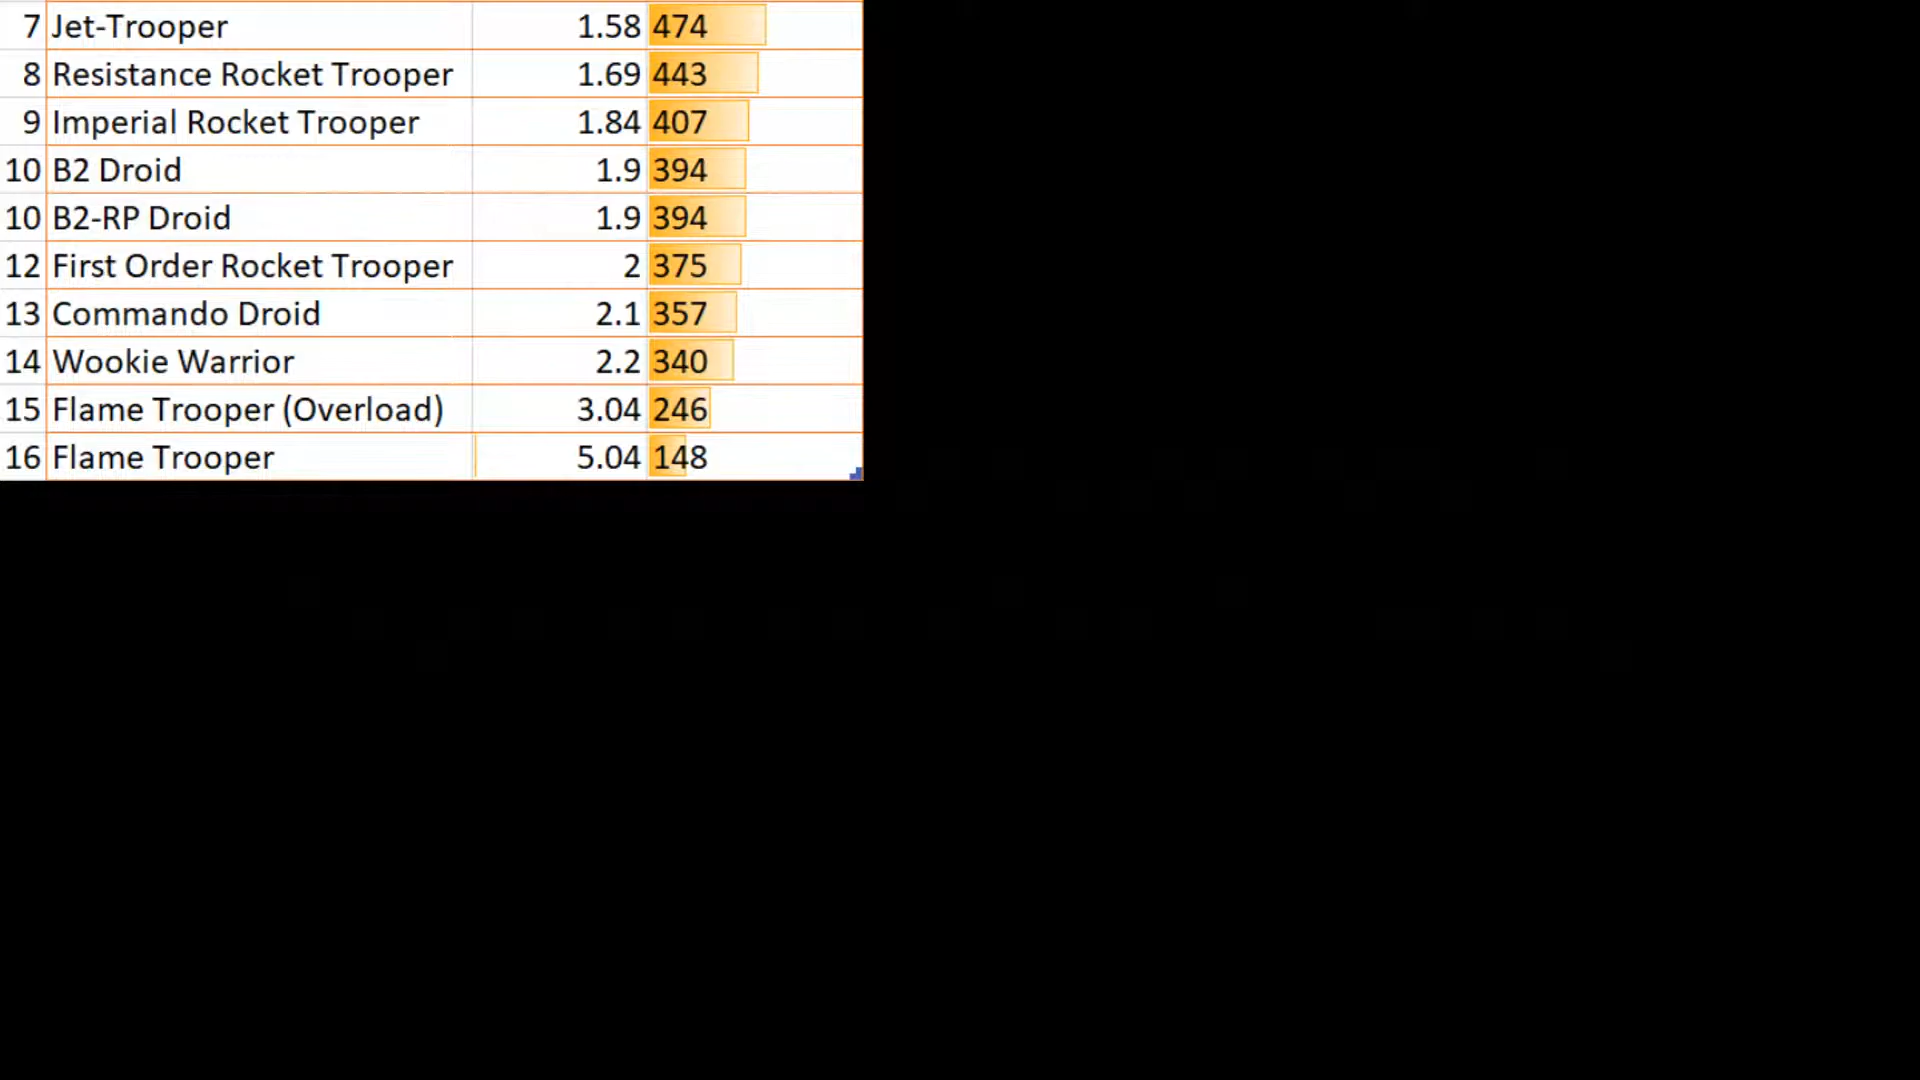 7 Jet-Trooper 1.58 474
8 Resistance Rocket Trooper 1.69 443
9 Imperial Rocket Trooper 1.84 407
10 B2 Droid 1.9 394
10 B2-RP Droid 1.9 394
12 First Order Rocket Trooper 2 375
13 Commando Droid 2.1 357
14 Wookie Warrior 2.2 340
15 Flame Trooper (Overload) 3.04 246
16 Flame Trooper 5.04 148